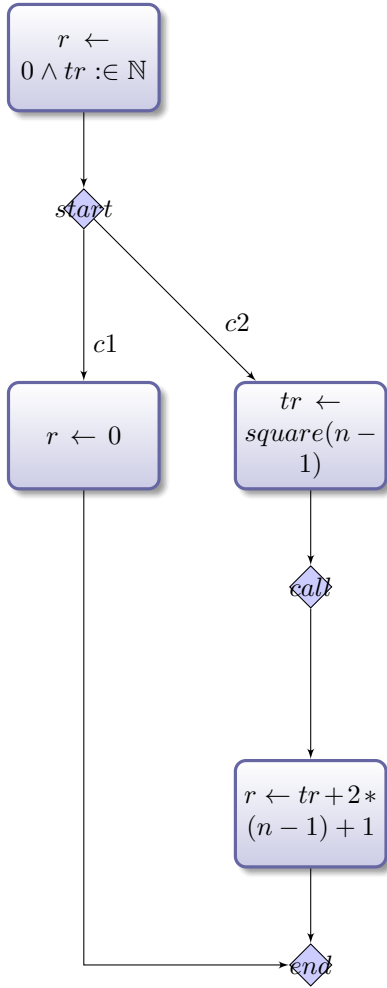 r ←
0 ∧ tr :∈ ℕ
start
c1
c2
r ← 0
tr ←
square(n −
1)
call
r ← tr + 2 ∗
(n − 1) + 1
end